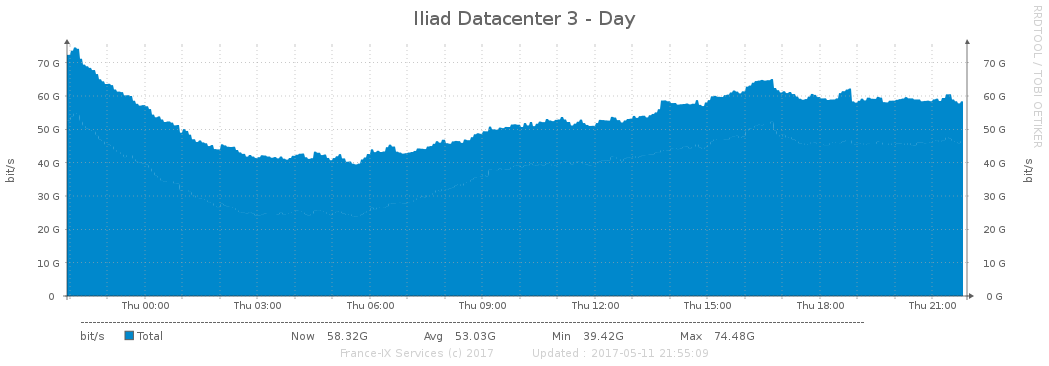 Iliad Datacenter 3 - Day
RRDTOOL / TOBI OETIKER
bit/s
70 G
60 G
50 G
40 G
30 G
20 G
10 G
0
70 G
60 G
50 G
40 G
30 G
20 G
10 G
0 G
bit/s
Thu 00:00 Thu 03:00 Thu 06:00 Thu 09:00 Thu 12:00 Thu 15:00 Thu 18:00 Thu 21:00
bit/s Total Now 58.32G Avg 53.03G Min 39.42G Max 74.48G
France-IX Services (c) 2017 Updated : 2017-05-11 21:55:09